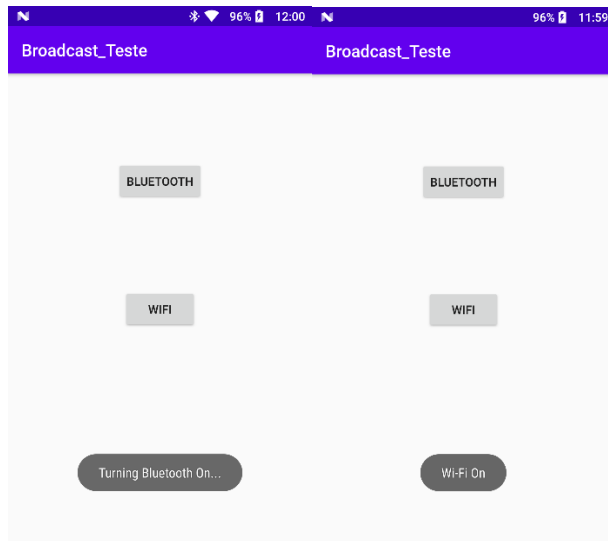 96% 12:00
Broadcast_Teste
BLUETOOTH
WIFI
Turning Bluetooth On...
96% 11:59
Broadcast_Teste
BLUETOOTH
WIFI
Wi-Fi On